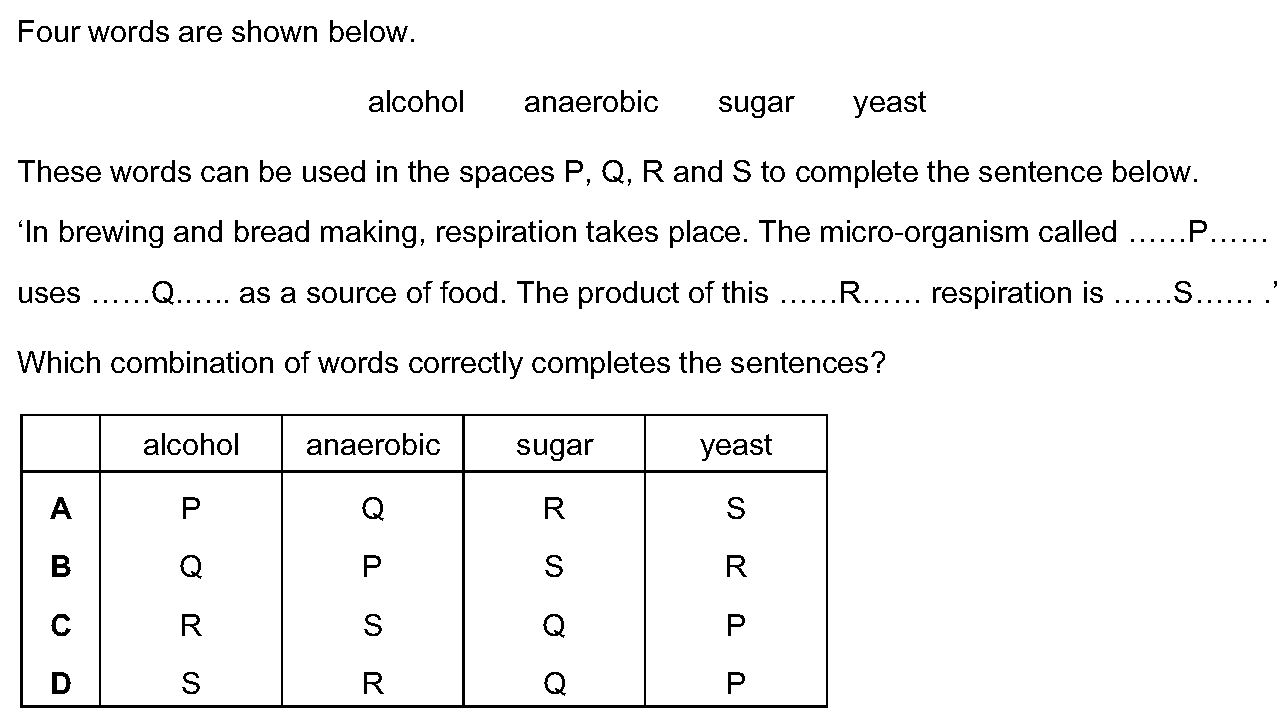 Four words are shown below.
alcohol anaerobic sugar yeast
These words can be used in the spaces P, Q, R and S to complete the sentence below.
‘In brewing and bread making, respiration takes place. The micro-organism called ……P……
uses ……Q…... as a source of food. The product of this ……R…… respiration is ……S…… .’
Which combination of words correctly completes the sentences?
alcohol anaerobic sugar yeast
A P Q R S
B Q P S R
C R S Q P
D S R Q P